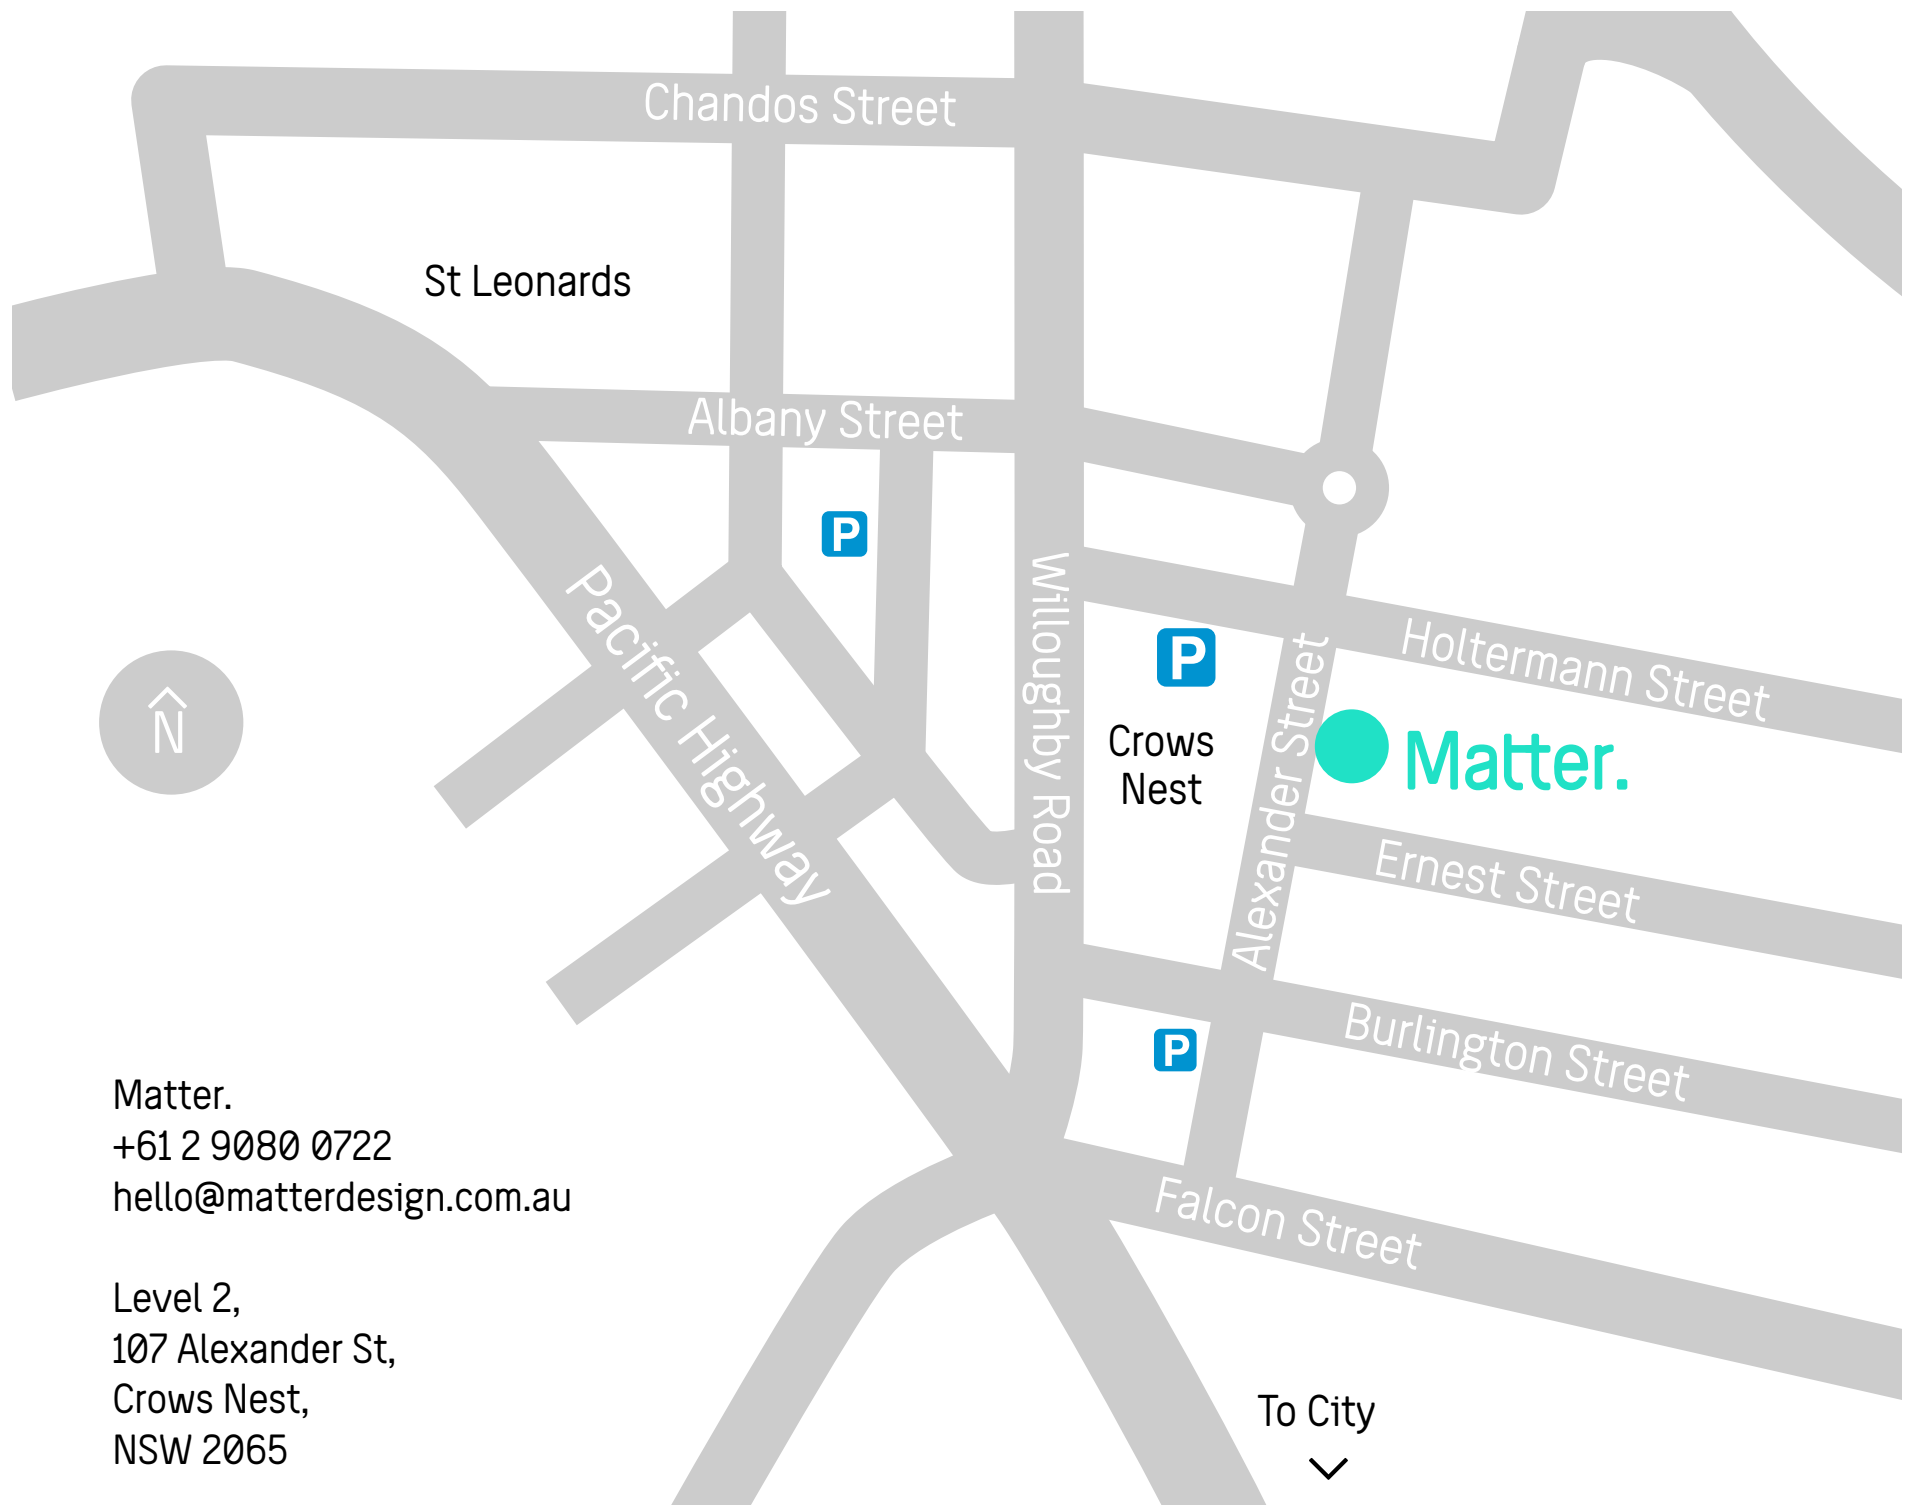 Chandos Street
St Leonards
Albany Street
P
Pacific Highway
Willoughby Road
P
Holtermann Street
Alexander Street
N
Crows
Nest
Matter.
Ernest Street
Burlington Street
P
Falcon Street
To City
Matter.
+61 2 9080 0722
hello@matterdesign.com.au
Level 2,
107 Alexander St,
Crows Nest,
NSW 2065